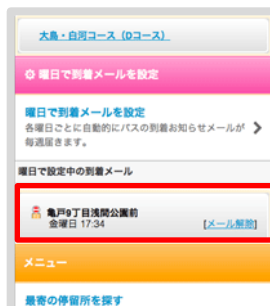 大島・白河コース（Dコース）
曜日で到着メールを設定
曜日で到着メールを設定
各曜日ごとに自動的にバスの到着お知らせメールが
毎週届きます。
曜日で設定中の到着メール
亀戸9丁目浅間公園前
金曜日 17:34 [メール解除]
メニュー
最寄の停留所を探す